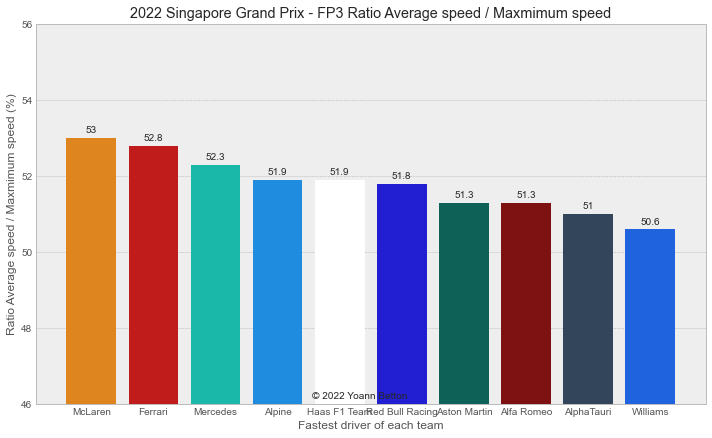 2022 Singapore Grand Prix - FP3 Ratio Average speed / Maxmimum speed
Ratio Average speed / Maxmimum speed (%)
56
54
52
50
48
46
53
52.8
52.3
51.9
51.9
51.8
51.3
51.3
51
50.6
© 2022 Yoann Betton
McLaren
Ferrari
Mercedes
Alpine
Haas F1 Team
Red Bull Racing
Aston Martin
Alfa Romeo
AlphaTauri
Williams
Fastest driver of each team